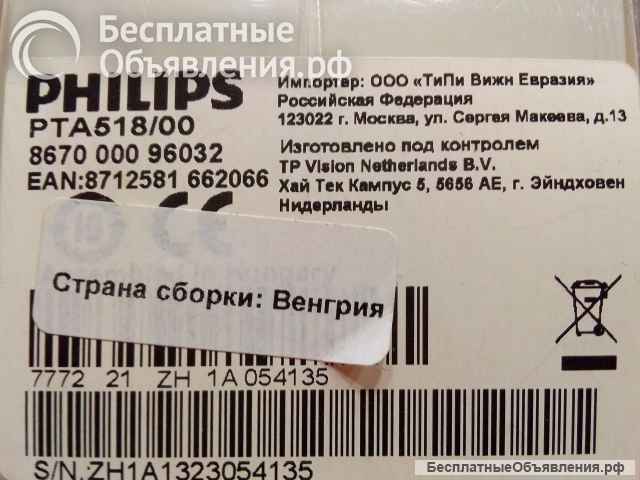 Бесплатные
Объявления.рф
PHILIPS
PTA518/00
8670 000 96032
EAN:8712581 662066
Импортер: ООО «ТиПи Вижн Евразия»
Российская Федерация
123022 г. Москва, ул. Сергея Макеева, д.13
Изготовлено под контролем
TP Vision Netherlands B.V.
Хай Тек Кампус 5, 5656 AE, г. Эйндховен
Нидерланды
CE
Страна сборки: Венгрия
7772 21 ZH 1A 054135
S/N:ZH1A1323054135
БесплатныеОбъявления.рф